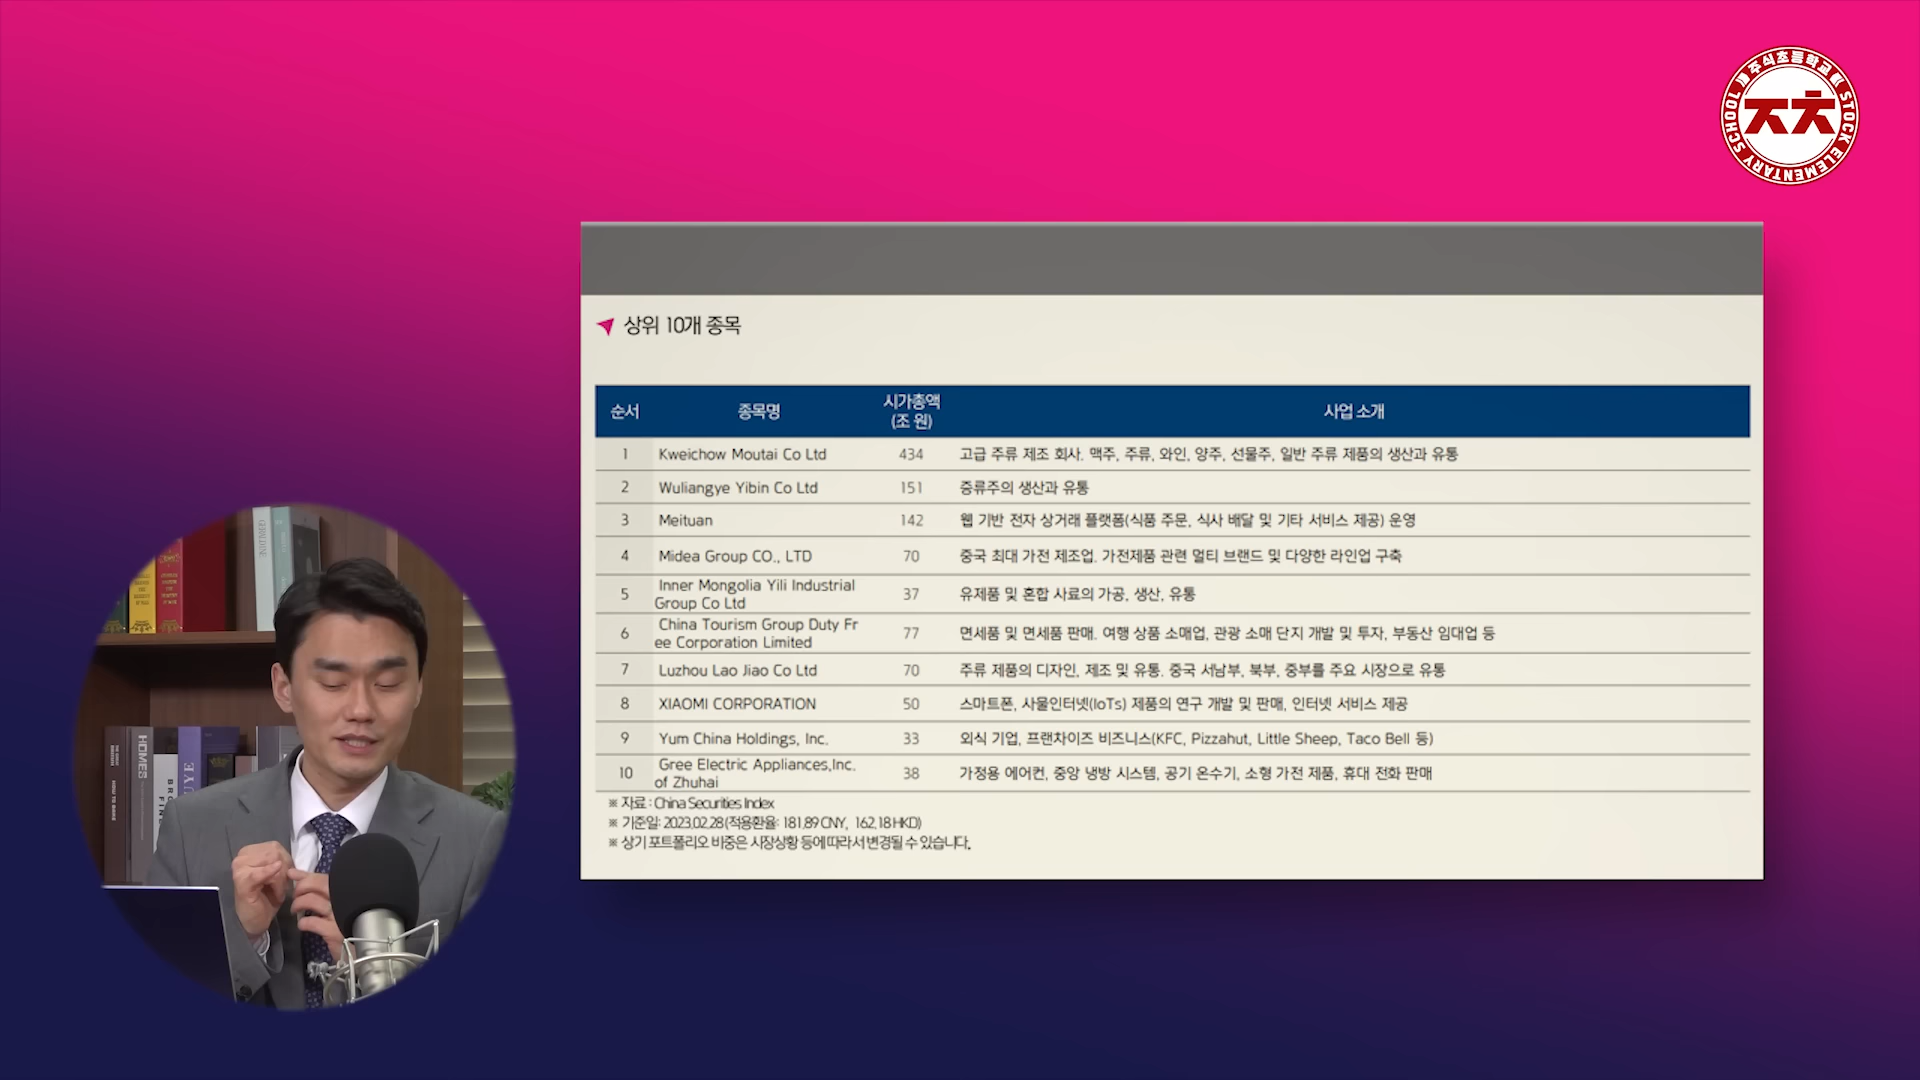 주식초등학교
STOCK ELEMENTARY SCHOOL
주초
상위 10개 종목
순서 종목명 시가총액 (조 원) 사업 소개
1 Kweichow Moutai Co Ltd 434 고급 주류 제조 회사. 맥주, 주류, 와인, 양주, 선물주, 일반 주류 제품의 생산과 유통
2 Wuliangye Yibin Co Ltd 151 증류주의 생산과 유통
3 Meituan 142 웹 기반 전자 상거래 플랫폼(식품 주문, 식사 배달 및 기타 서비스 제공) 운영
4 Midea Group CO., LTD 70 중국 최대 가전 제조업. 가전제품 관련 멀티 브랜드 및 다양한 라인업 구축
5 Inner Mongolia Yili Industrial Group Co Ltd 37 유제품 및 혼합 사료의 가공, 생산, 유통
6 China Tourism Group Duty Fr ee Corporation Limited 77 면세품 및 면세품 판매. 여행 상품 소매업, 관광 소매 단지 개발 및 투자, 부동산 임대업 등
7 Luzhou Lao Jiao Co Ltd 70 주류 제품의 디자인, 제조 및 유통. 중국 서남부, 북부, 중부를 주요 시장으로 유통
8 XIAOMI CORPORATION 50 스마트폰, 사물인터넷(IoTs) 제품의 연구 개발 및 판매, 인터넷 서비스 제공
9 Yum China Holdings, Inc. 33 외식 기업, 프랜차이즈 비즈니스(KFC, Pizzahut, Little Sheep, Taco Bell 등)
10 Gree Electric Appliances,Inc. of Zhuhai 38 가정용 에어컨, 중앙 냉방 시스템, 공기 온수기, 소형 가전 제품, 휴대 전화 판매
※ 자료 : China Securities Index
※ 기준일: 2023.02.28 (적용환율: 181.89 CNY, 162.18 HKD)
※ 상기 포트폴리오 비중은 시장상황 등에 따라서 변경될 수 있습니다.
HOMES